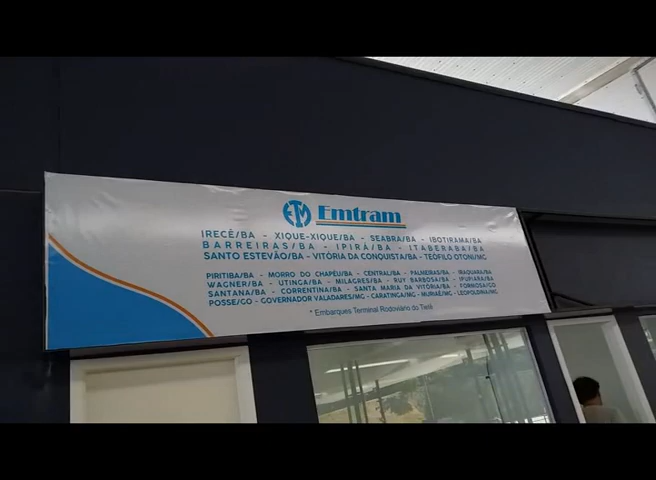 ETM Emtram
IRECÊ/BA - XIQUE-XIQUE/BA - SEABRA/BA - IBOTIRAMA/BA
BARREIRAS/BA - IPIRÁ/BA - ITABERABA/BA
SANTO ESTEVÃO/BA - VITÓRIA DA CONQUISTA/BA - TEÓFILO OTONI/MG
PIRITIBA/BA - MORRO DO CHAPÉU/BA - CENTRAL/BA - PALMEIRAS/BA - IRAQUARA/BA
WAGNER/BA - UTINGA/BA - MILAGRES/BA - RUY BARBOSA/BA - IPUPIARA/BA
SANTANA/BA - CORRENTINA/BA - SANTA MARIA DA VITÓRIA/BA - FORMOSA/GO
POSSE/GO - GOVERNADOR VALADARES/MG - CARATINGA/MG - MURIAÉ/MG - LEOPOLDINA/MG
* Embarques Terminal Rodoviário do Tietê